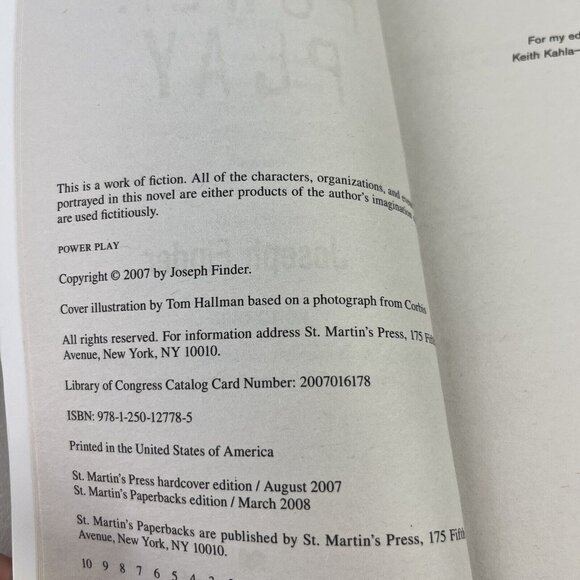 This is a work of fiction. All of the characters, organizations, and events
portrayed in this novel are either products of the author's imagination
are used fictitiously.
POWER PLAY
Copyright © 2007 by Joseph Finder.
Cover illustration by Tom Hallman based on a photograph from Corbis
All rights reserved. For information address St. Martin's Press, 175 Fifth
Avenue, New York, NY 10010.
Library of Congress Catalog Card Number: 2007016178
ISBN: 978-1-250-12778-5
Printed in the United States of America
St. Martin's Press hardcover edition / August 2007
St. Martin's Paperbacks edition / March 2008
St. Martin's Paperbacks are published by St. Martin's Press, 175 Fifth
Avenue, New York, NY 10010.
10 9 8 7 6 5 4 3
For my ed
Keith Kahla—